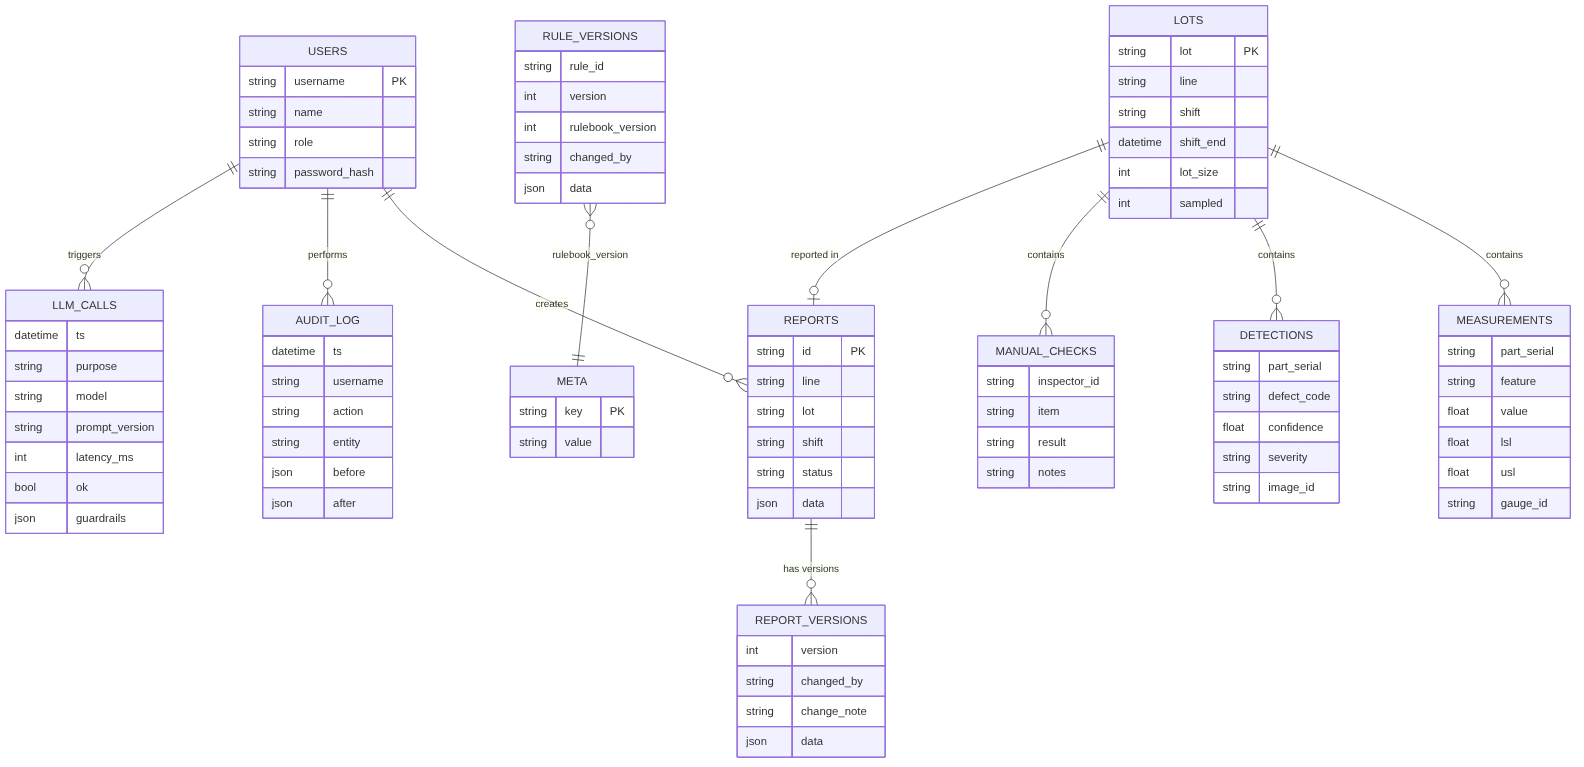 USERS
string username PK
string name
string role
string password_hash
RULE_VERSIONS
string rule_id
int version
int rulebook_version
string changed_by
json data
LOTS
string lot PK
string line
string shift
datetime shift_end
int lot_size
int sampled
triggers
performs
creates
rulebook_version
reported in
contains
contains
contains
LLM_CALLS
datetime ts
string purpose
string model
string prompt_version
int latency_ms
bool ok
json guardrails
AUDIT_LOG
datetime ts
string username
string action
string entity
json before
json after
META
string key PK
string value
REPORTS
string id PK
string line
string lot
string shift
string status
json data
MANUAL_CHECKS
string inspector_id
string item
string result
string notes
DETECTIONS
string part_serial
string defect_code
float confidence
string severity
string image_id
MEASUREMENTS
string part_serial
string feature
float value
float lsl
float usl
string gauge_id
has versions
REPORT_VERSIONS
int version
string changed_by
string change_note
json data